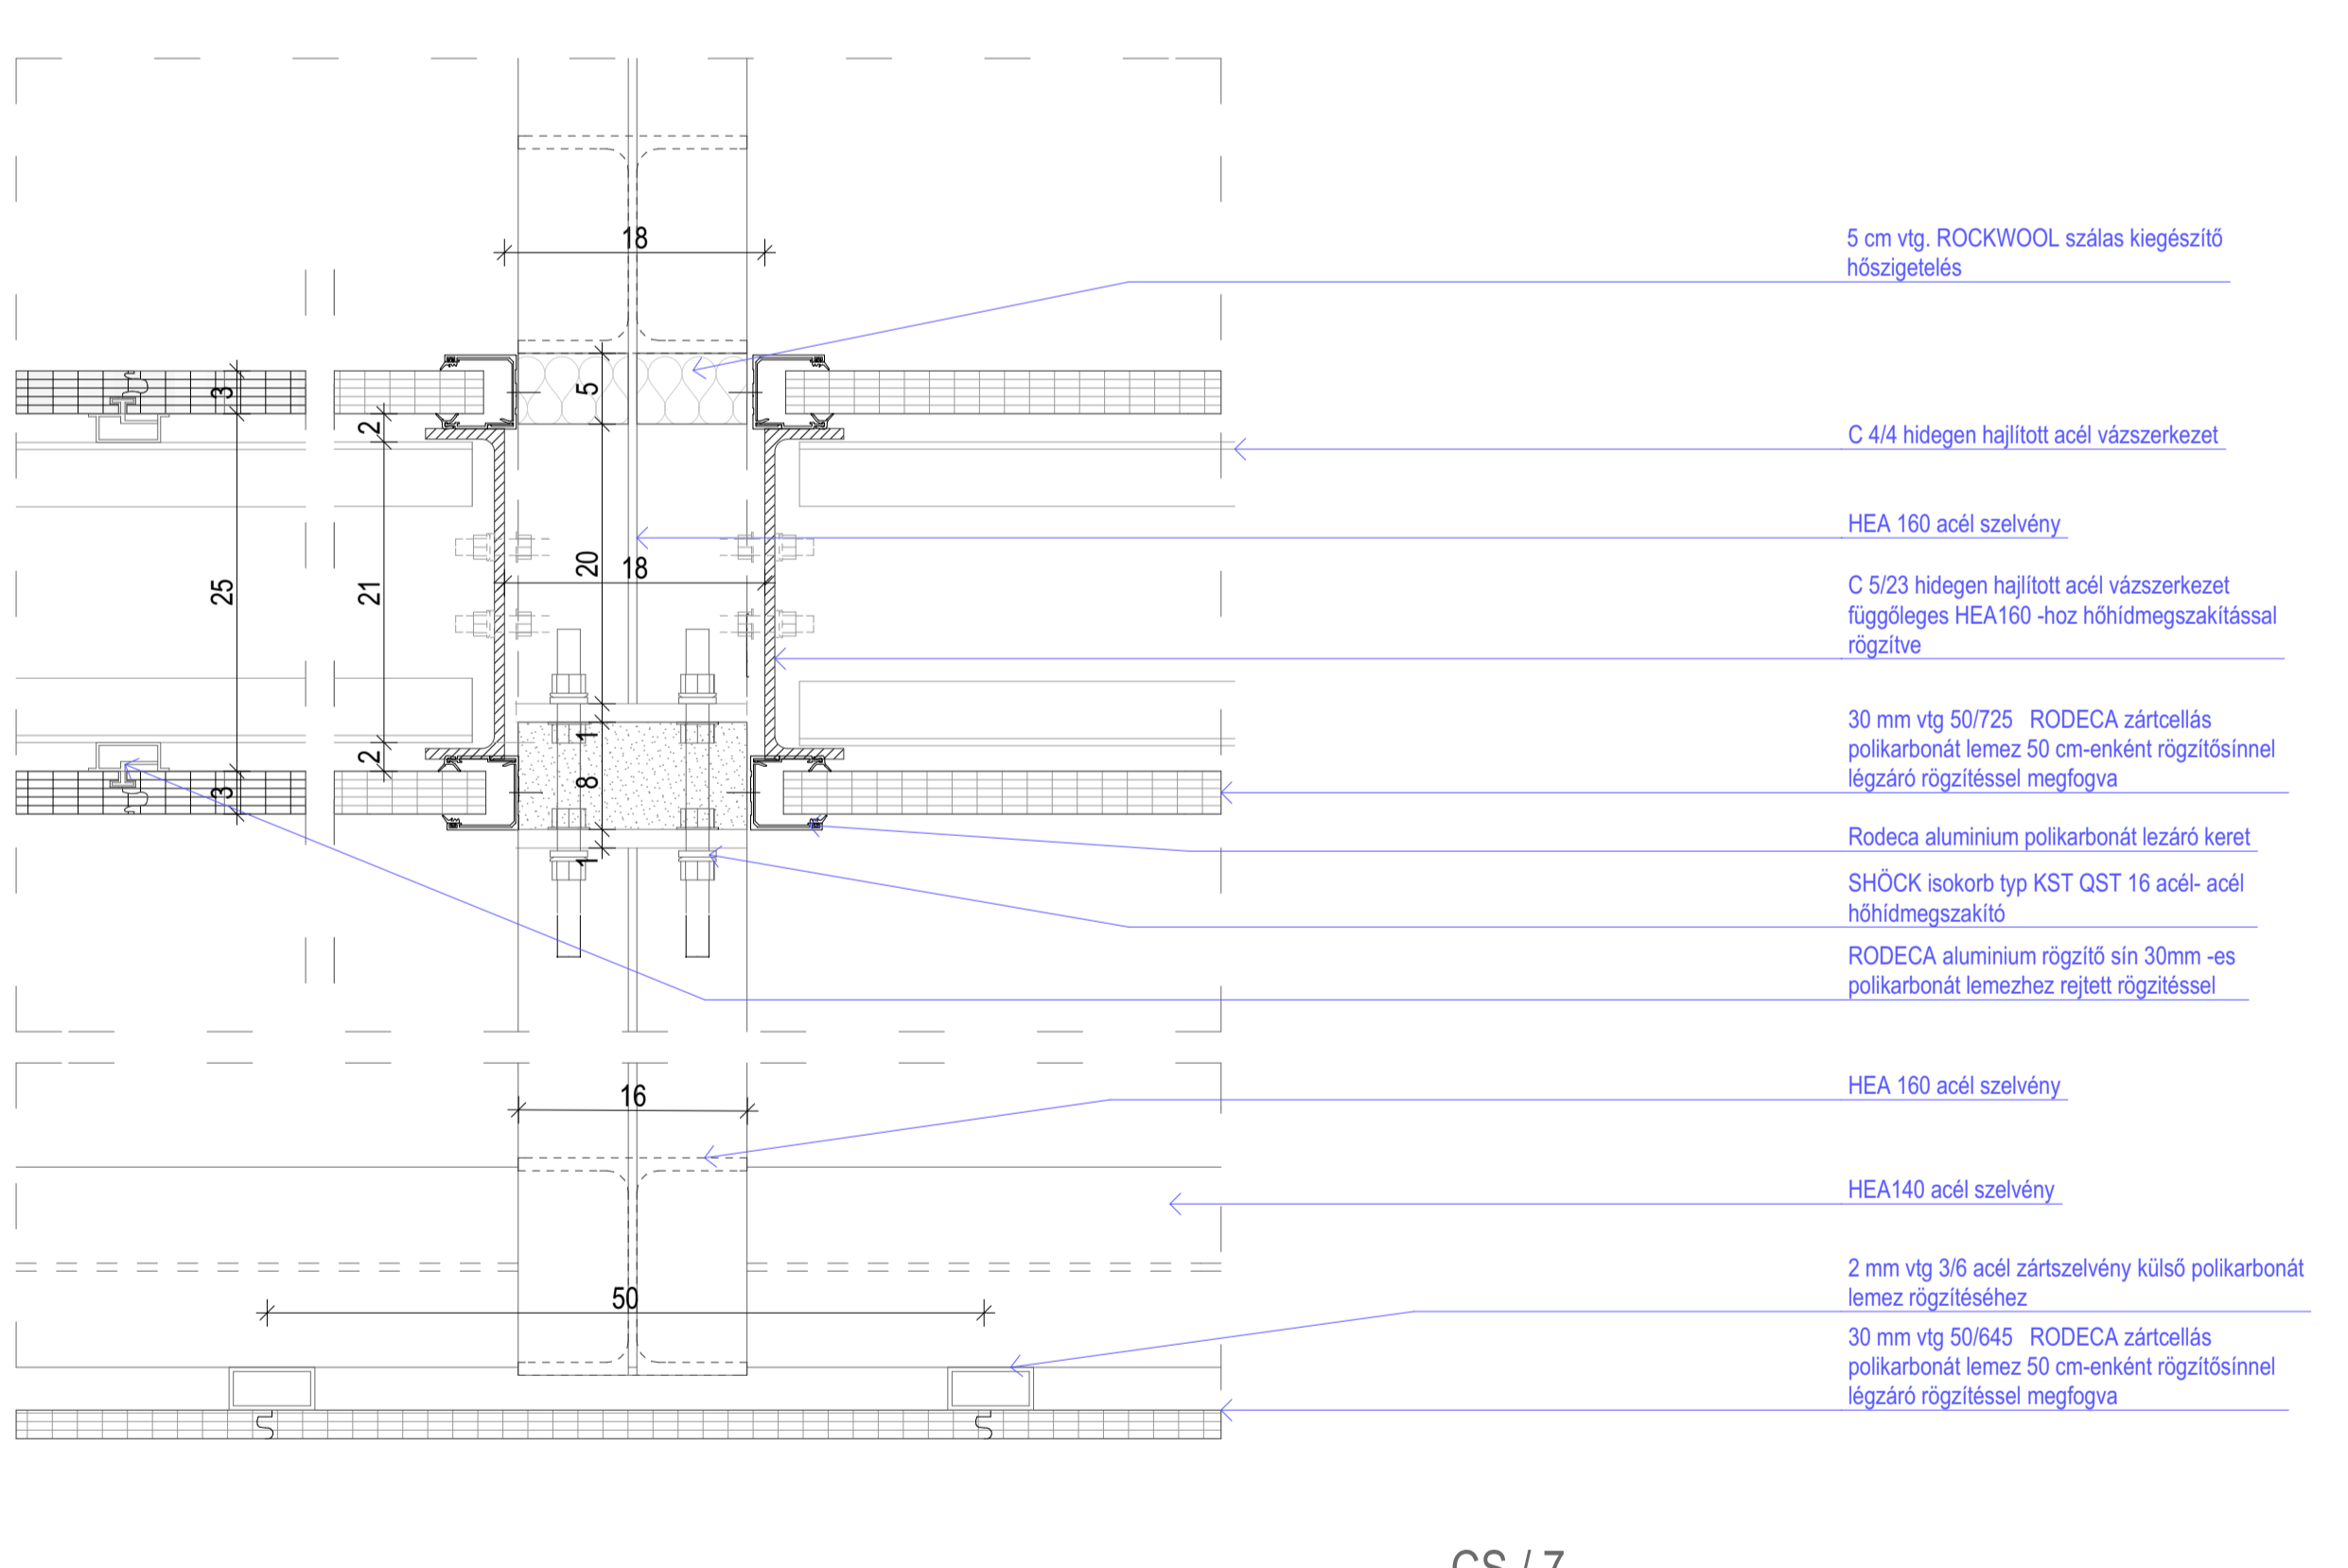 18
5 cm vtg. ROCKWOOL szálas kiegészítő
hőszigetelés
3
5
2
C 4/4 hidegen hajlított acél vázszerkezet
HEA 160 acél szelvény
25
21
20
18
C 5/23 hidegen hajlított acél vázszerkezet
függőleges HEA160 -hoz hőhídmegszakítással
rögzítve
30 mm vtg 50/725 RODECA zártcellás
polikarbonát lemez 50 cm-enként rögzítősínnel
légzáró rögzítéssel megfogva
1
2
3
8
1
Rodeca aluminium polikarbonát lezáró keret
SHÖCK isokorb typ KST QST 16 acél- acél
hőhídmegszakító
RODECA aluminium rögzítő sín 30mm -es
polikarbonát lemezhez rejtett rögzitéssel
16
HEA 160 acél szelvény
HEA140 acél szelvény
50
2 mm vtg 3/6 acél zártszelvény külső polikarbonát
lemez rögzítéséhez
30 mm vtg 50/645 RODECA zártcellás
polikarbonát lemez 50 cm-enként rögzítősínnel
légzáró rögzítéssel megfogva
CS / 7